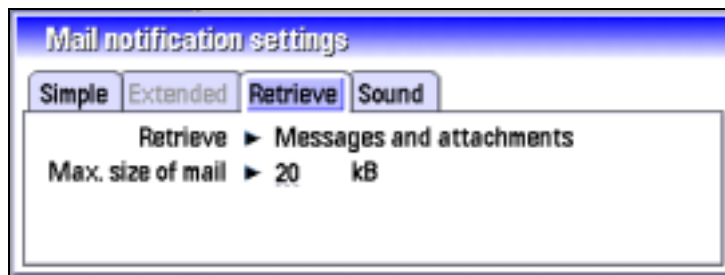 Mail notification settings
Simple Extended Retrieve Sound
Retrieve ► Messages and attachments
Max. size of mail ► 20 kB